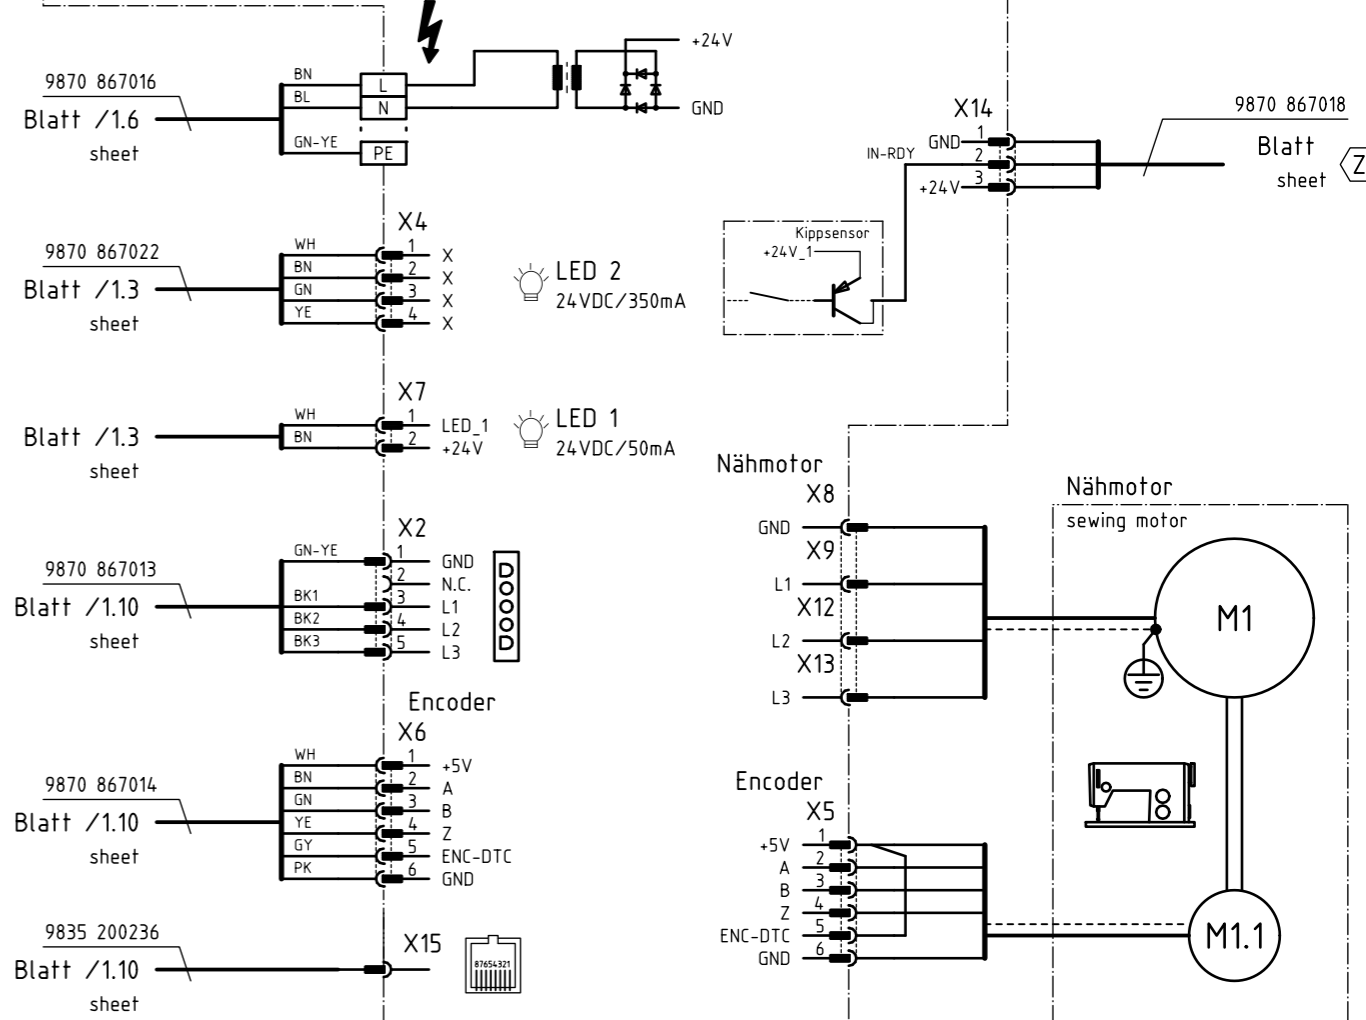 9870 867016
Blatt /1.6
sheet
BN
BL
GN-YE
L
N
PE
+24V
GND
9870 867022
Blatt /1.3
sheet
WH
BN
GN
YE
X4
1 X
2 X
3 X
4 X
LED 2
24VDC/350mA
Blatt /1.3
sheet
WH
BN
X7
1 LED_1
2 +24V
LED 1
24VDC/50mA
9870 867013
Blatt /1.10
sheet
GN-YE
BK1
BK2
BK3
X2
1 GND
2 N.C.
3 L1
4 L2
5 L3
Encoder
X6
9870 867014
Blatt /1.10
sheet
WH
BN
GN
YE
GY
PK
1 +5V
2 A
3 B
4 Z
5 ENC-DTC
6 GND
9835 200236
Blatt /1.10
sheet
X15
87654321
X14
GND 1
IN-RDY 2
+24V 3
9870 867018
Blatt
sheet
Z
Kippsensor
+24V_1
Nähmotor
X8
GND
X9
L1
X12
L2
X13
L3
Nähmotor
sewing motor
M1
Encoder
X5
+5V 1
A 2
B 3
Z 4
ENC-DTC 5
GND 6
M1.1